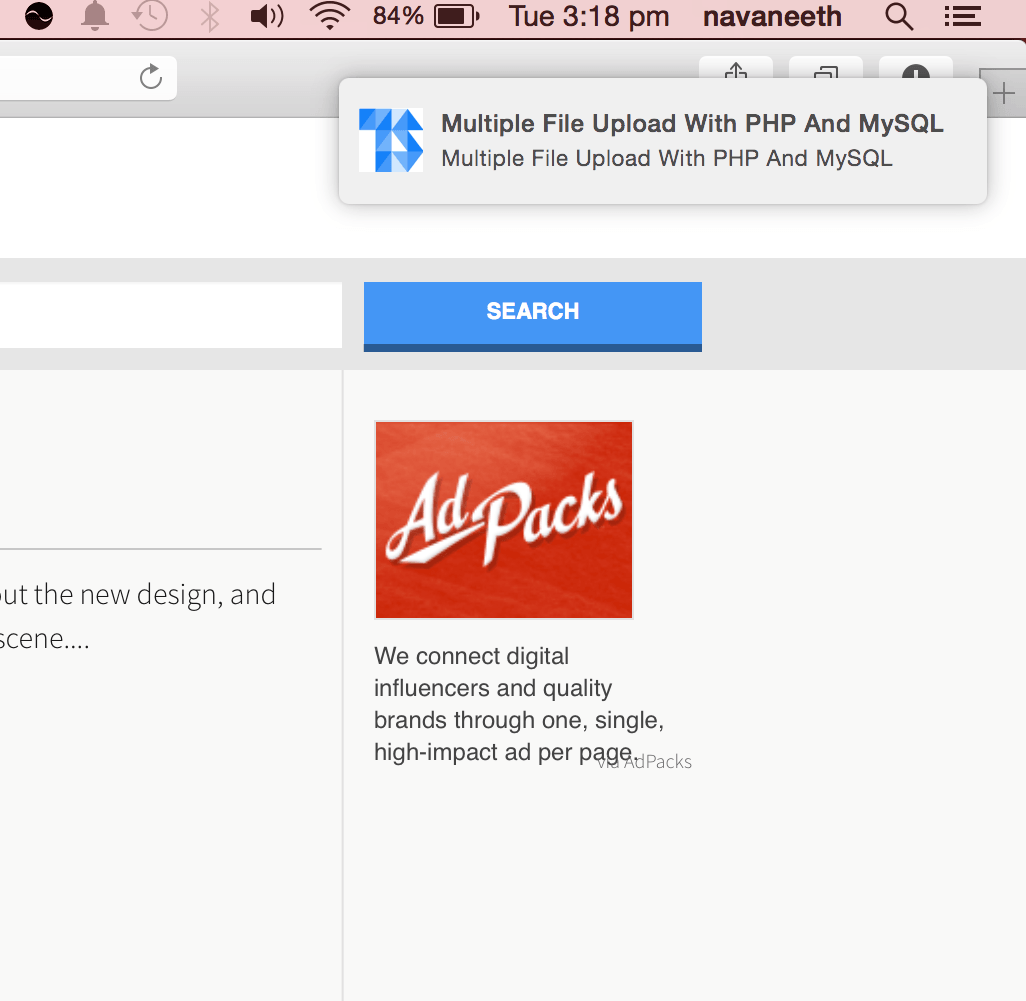 84% Tue 3:18 pm navaneeth
Multiple File Upload With PHP And MySQL
Multiple File Upload With PHP And MySQL
SEARCH
Ad Packs
out the new design, and
scene....
We connect digital
influencers and quality
brands through one, single,
high-impact ad per page.
via AdPacks